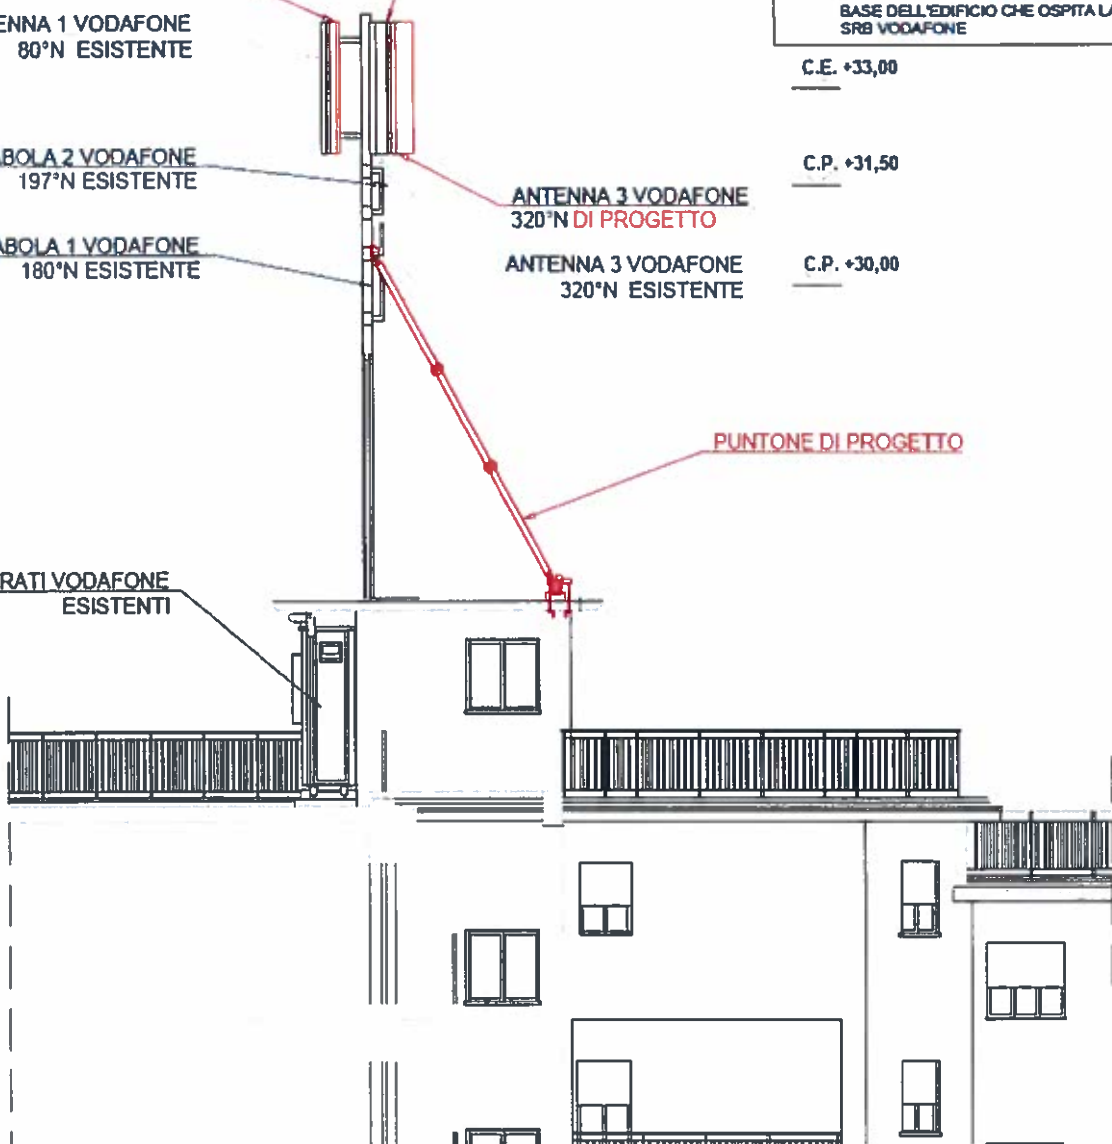 ENNA 1 VODAFONE
80°N ESISTENTE
BASE DELL'EDIFICIO CHE OSPITA LA
SRB VODAFONE
C.E. +33,00
ABOLA 2 VODAFONE
197°N ESISTENTE
C.P. +31,50
ANTENNA 3 VODAFONE
320°N DI PROGETTO
ABOLA 1 VODAFONE
180°N ESISTENTE
ANTENNA 3 VODAFONE
320°N ESISTENTE
C.P. +30,00
PUNTONE DI PROGETTO
RATI VODAFONE
ESISTENTI